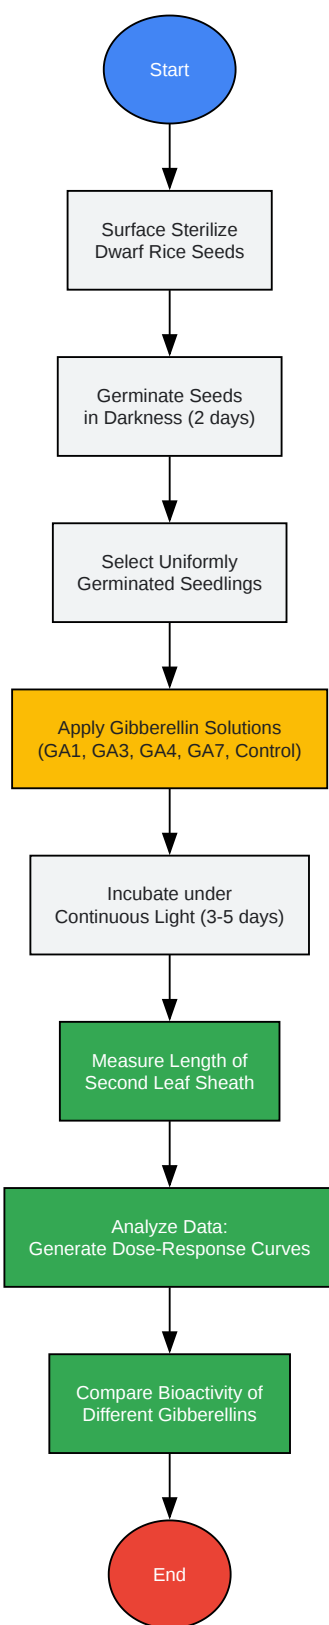 Start
Surface Sterilize
Dwarf Rice Seeds
Germinate Seeds
in Darkness (2 days)
Select Uniformly
Germinated Seedlings
Apply Gibberellin Solutions
(GA1, GA3, GA4, GA7, Control)
Incubate under
Continuous Light (3-5 days)
Measure Length of
Second Leaf Sheath
Analyze Data:
Generate Dose-Response Curves
Compare Bioactivity of
Different Gibberellins
End